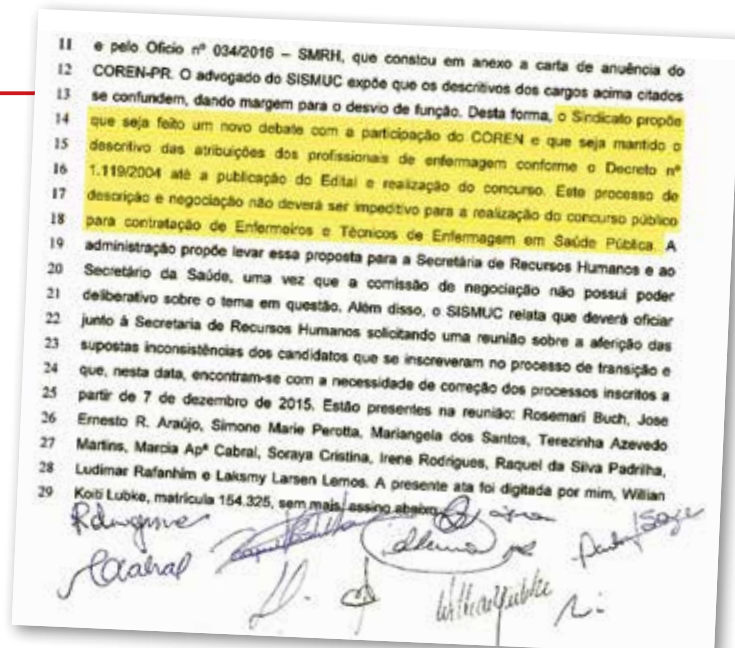 11 e pelo Ofício nº 034/2016 – SMRH, que constou em anexo a carta de anuência do
12 COREN-PR. O advogado do SISMUC expõe que os descritivos dos cargos acima citados
13 se confundem, dando margem para o desvio de função. Desta forma, o Sindicato propõe
14 que seja feito um novo debate com a participação do COREN e que seja mantido o
15 descritivo das atribuições dos profissionais de enfermagem conforme o Decreto nº
16 1.119/2004 até a publicação do Edital e realização do concurso. Este processo de
17 descrição e negociação não deverá ser impeditivo para a realização do concurso público
18 para contratação de Enfermeiros e Técnicos de Enfermagem em Saúde Pública. A
19 administração propõe levar essa proposta para a Secretária de Recursos Humanos e ao
20 Secretário da Saúde, uma vez que a comissão de negociação não possui poder
21 deliberativo sobre o tema em questão. Além disso, o SISMUC relata que deverá oficiar
22 junto à Secretaria de Recursos Humanos solicitando uma reunião sobre a aferição das
23 supostas inconsistências dos candidatos que se inscreveram no processo de transição e
24 que, nesta data, encontram-se com a necessidade de correção dos processos inscritos a
25 partir de 7 de dezembro de 2015. Estão presentes na reunião: Rosemari Buch, Jose
26 Ernesto R. Araújo, Simone Marie Perotta, Mariangela dos Santos, Terezinha Azevedo
27 Martins, Marcia Apª Cabral, Soraya Cristina, Irene Rodrigues, Raquel da Silva Padrilha,
28 Ludimar Rafanhim e Laksmy Larsen Lemos. A presente ata foi digitada por mim, Willian
29 Koiti Lubke, matrícula 154.325, sem mais, assino abaixo.
Cabral